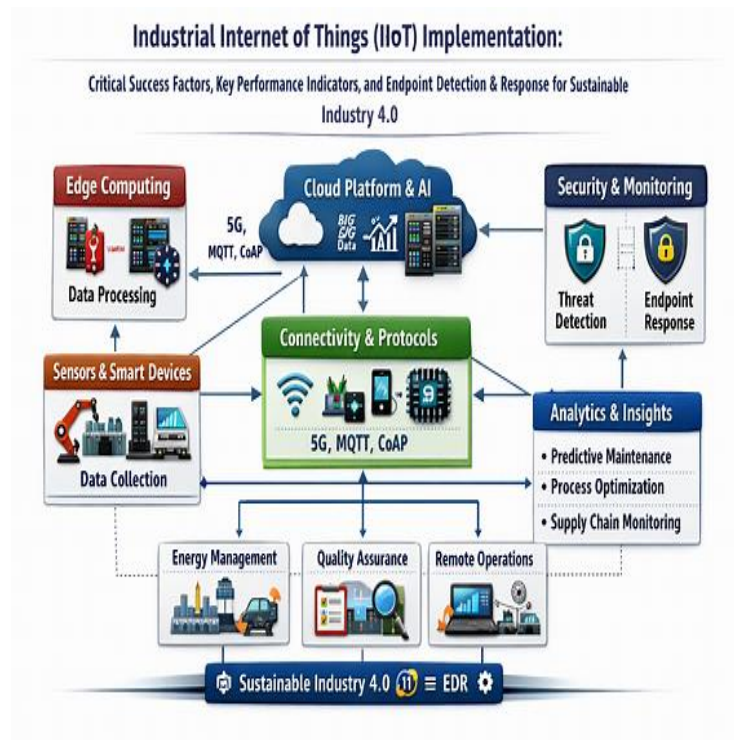 Industrial Internet of Things (IIoT) Implementation:
Critical Success Factors, Key Performance Indicators, and Endpoint Detection & Response for Sustainable
Industry 4.0
Edge Computing
Data Processing
5G,
MQTT, CoAP
Cloud Platform & AI
BIG
Data
Security & Monitoring
Threat
Detection
Endpoint
Response
Sensors & Smart Devices
Data Collection
Connectivity & Protocols
5G, MQTT, CoAP
Analytics & Insights
• Predictive Maintenance
• Process Optimization
• Supply Chain Monitoring
Energy Management
Quality Assurance
Remote Operations
Sustainable Industry 4.0 11 ≡ EDR